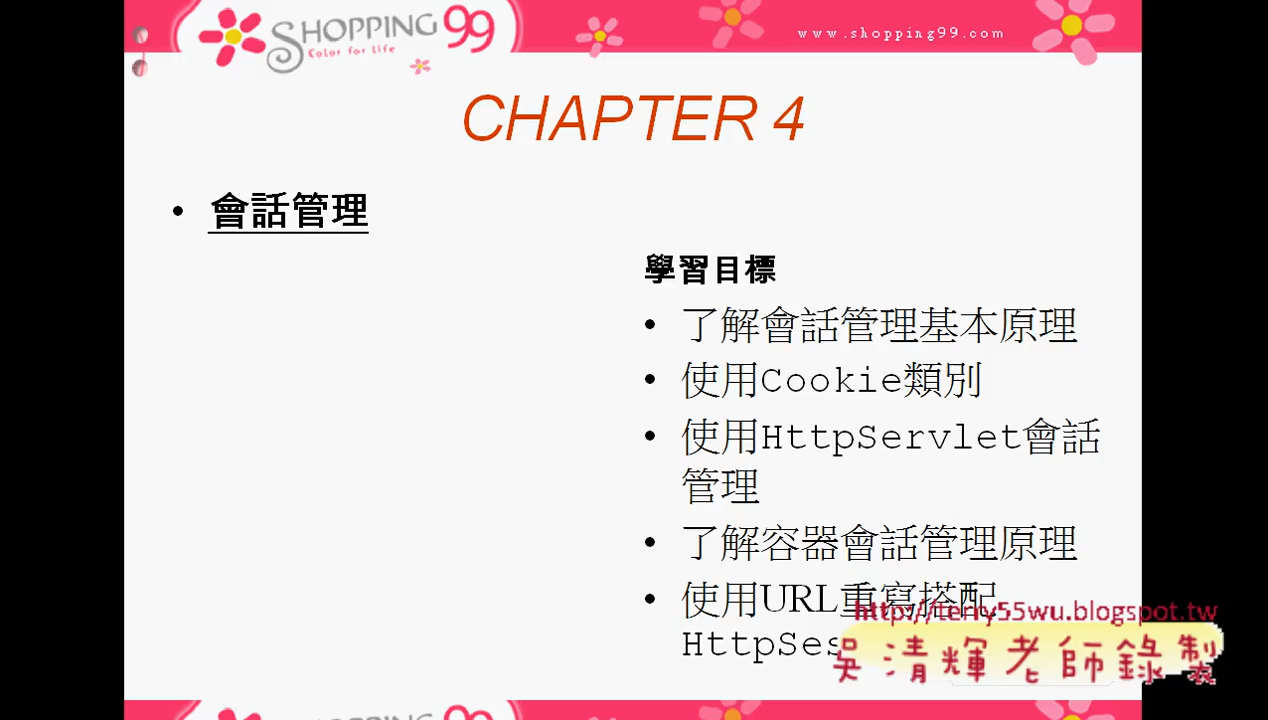 SHOPPING 99
Color for life
www.shopping99.com
CHAPTER 4
• 會話管理
學習目標
• 了解會話管理基本原理
• 使用Cookie類別
• 使用HttpServlet會話
管理
• 了解容器會話管理原理
• 使用URL重寫搭配
http://terry55wu.blogspot.tw
HttpSes
吳清輝老師錄製
SHOPPING 99